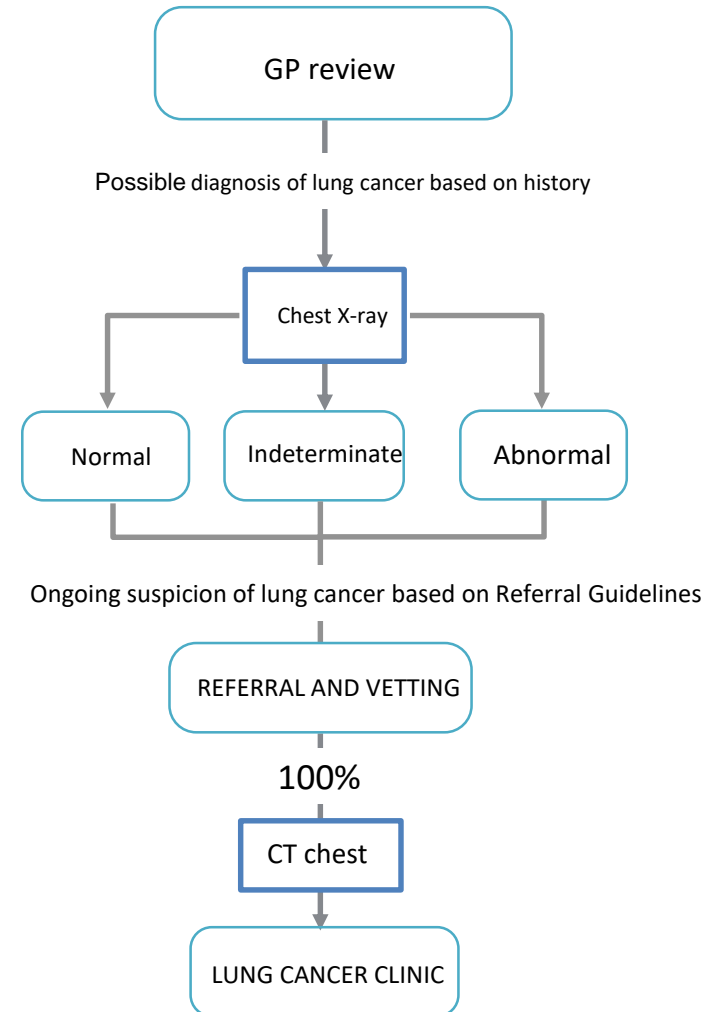 GP review
Possible diagnosis of lung cancer based on history
Chest X-ray
Normal
Indeterminate
Abnormal
Ongoing suspicion of lung cancer based on Referral Guidelines
REFERRAL AND VETTING
100%
CT chest
LUNG CANCER CLINIC